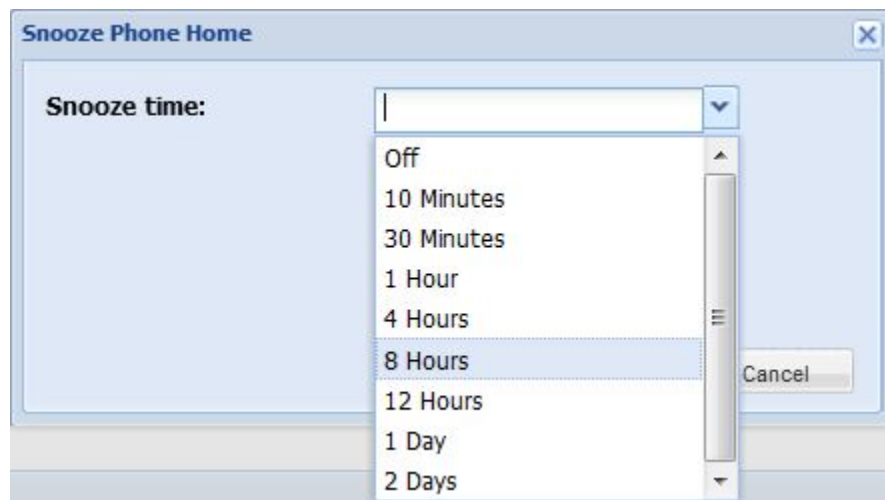 Snooze Phone Home
Snooze time:
Off
10 Minutes
30 Minutes
1 Hour
4 Hours
8 Hours
Cancel
12 Hours
1 Day
2 Days